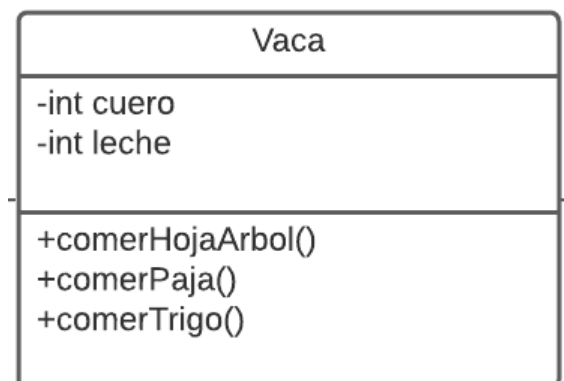 Vaca
-int cuero
-int leche
+comerHojaArbol()
+comerPaja()
+comerTrigo()